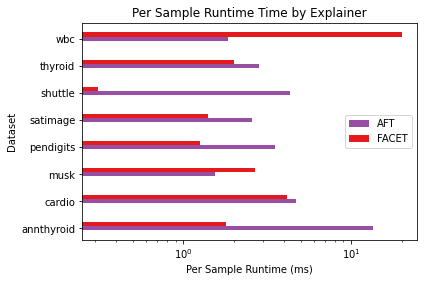 Per Sample Runtime Time by Explainer
wbc
thyroid
shuttle
satimage
pendigits
musk
cardio
annthyroid
Dataset
AFT
FACET
10⁰ 10¹
Per Sample Runtime (ms)